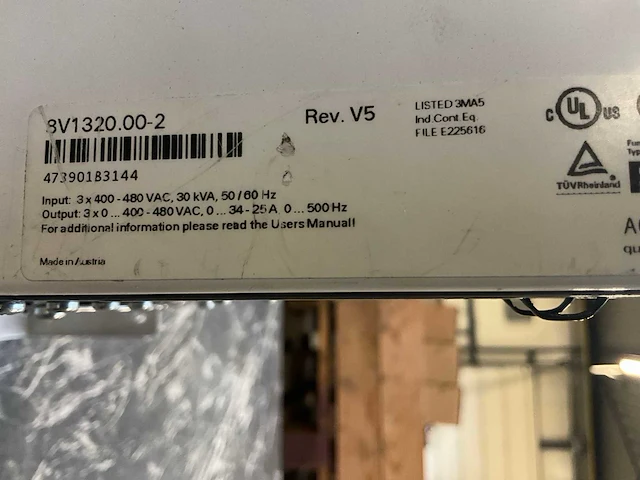 8V1320.00-2
Rev. V5
LISTED 3MA5
Ind.Cont.Eq.
FILE E225616
C UL US
47390183144
TÜVRheinland
Input: 3 x 400 - 480 VAC, 30 kVA, 50 / 60 Hz
Output: 3 x 0 ... 400 - 480 VAC, 0 ... 34 - 25 A 0 ... 500 Hz
For additional information please read the Users Manual!
Made in Austria